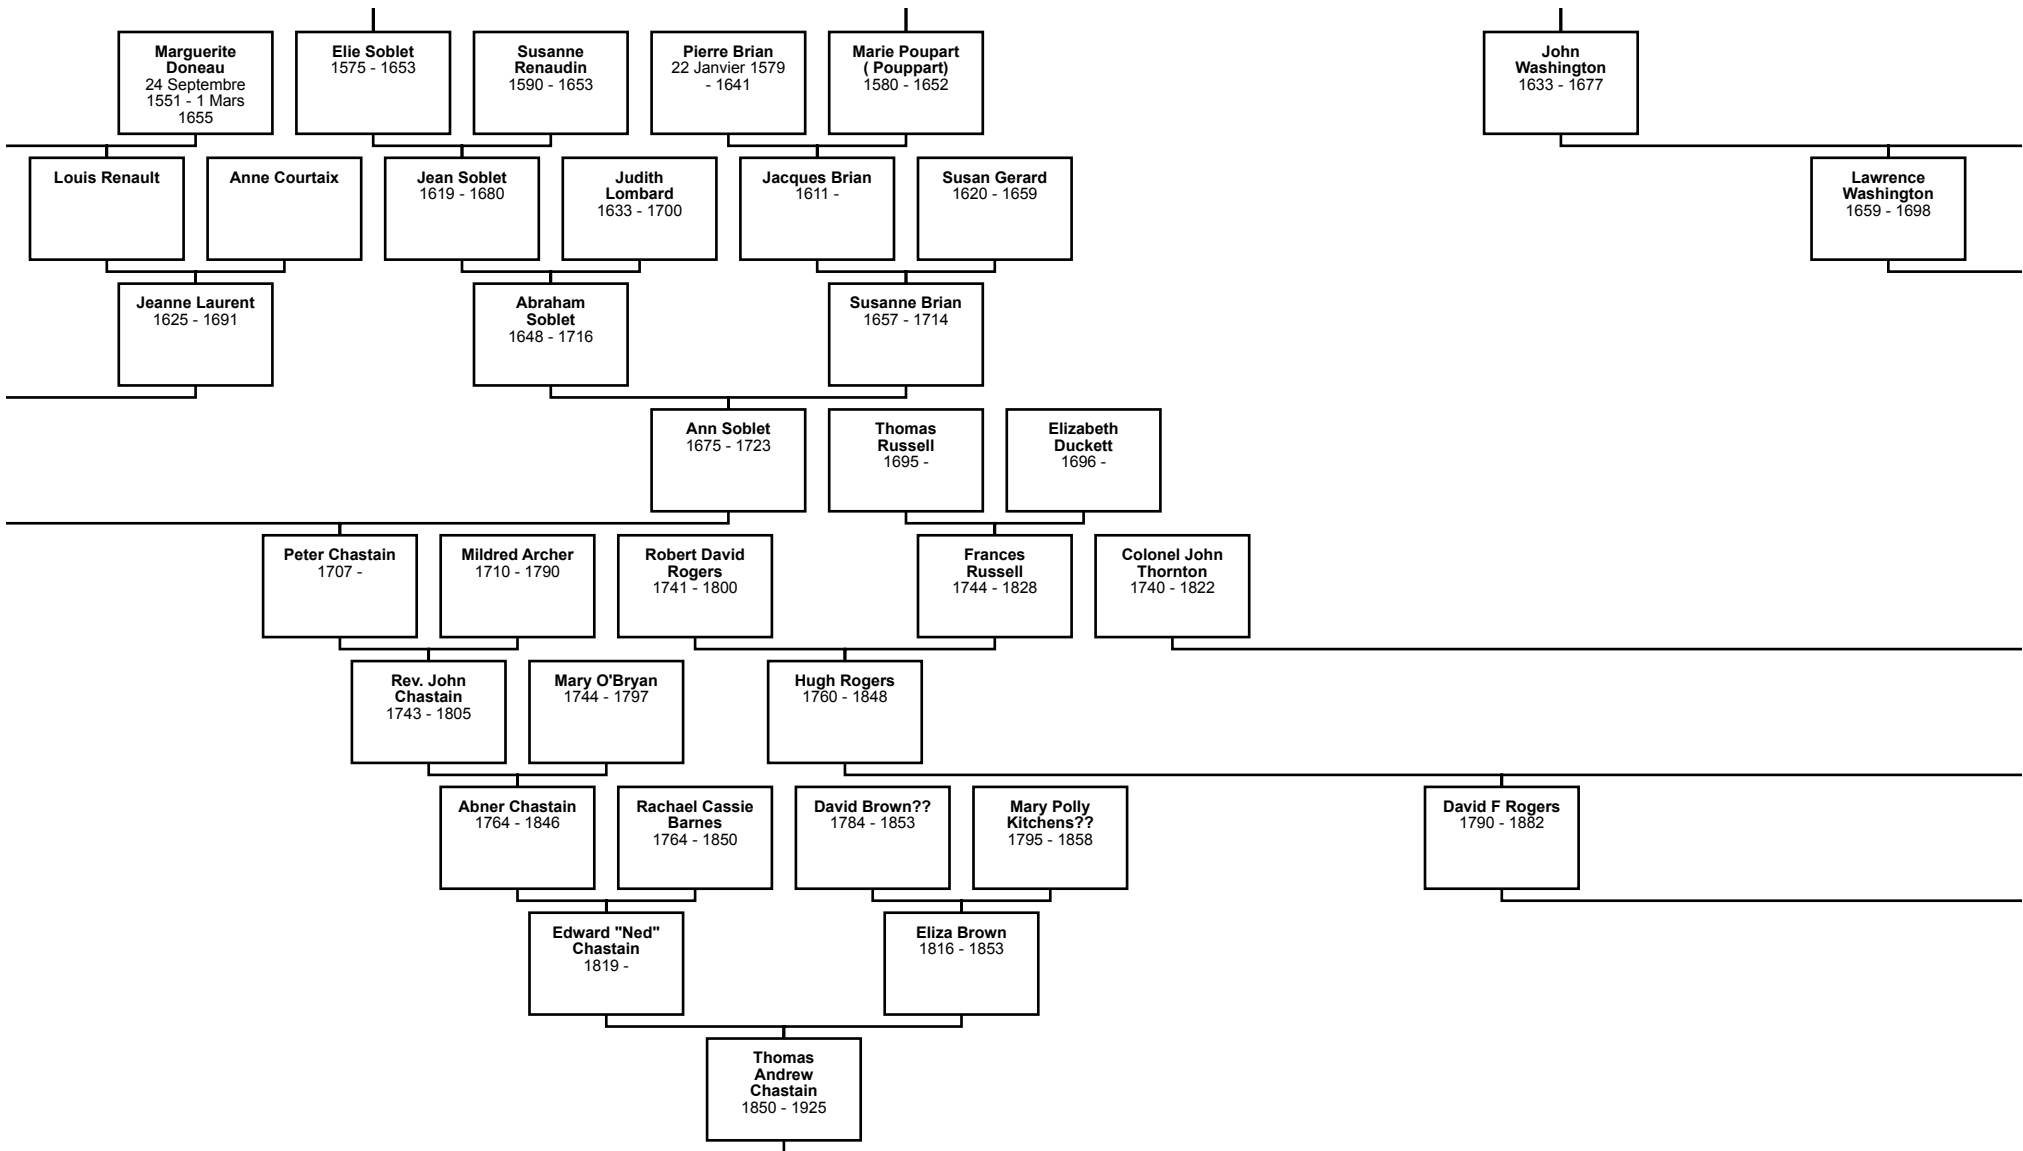 Marguerite
Doneau
24 Septembre
1551 - 1 Mars
1655
Elie Soblet
1575 - 1653
Susanne
Renaudin
1590 - 1653
Pierre Brian
22 Janvier 1579
- 1641
Marie Poupart
( Pouppart)
1580 - 1652
John
Washington
1633 - 1677
Louis Renault
Anne Courtaix
Jean Soblet
1619 - 1680
Judith
Lombard
1633 - 1700
Jacques Brian
1611 -
Susan Gerard
1620 - 1659
Lawrence
Washington
1659 - 1698
Jeanne Laurent
1625 - 1691
Abraham
Soblet
1648 - 1716
Susanne Brian
1657 - 1714
Ann Soblet
1675 - 1723
Thomas
Russell
1695 -
Elizabeth
Duckett
1696 -
Peter Chastain
1707 -
Mildred Archer
1710 - 1790
Robert David
Rogers
1741 - 1800
Frances
Russell
1744 - 1828
Colonel John
Thornton
1740 - 1822
Rev. John
Chastain
1743 - 1805
Mary O'Bryan
1744 - 1797
Hugh Rogers
1760 - 1848
Abner Chastain
1764 - 1846
Rachael Cassie
Barnes
1764 - 1850
David Brown??
1784 - 1853
Mary Polly
Kitchens??
1795 - 1858
David F Rogers
1790 - 1882
Edward "Ned"
Chastain
1819 -
Eliza Brown
1816 - 1853
Thomas
Andrew
Chastain
1850 - 1925